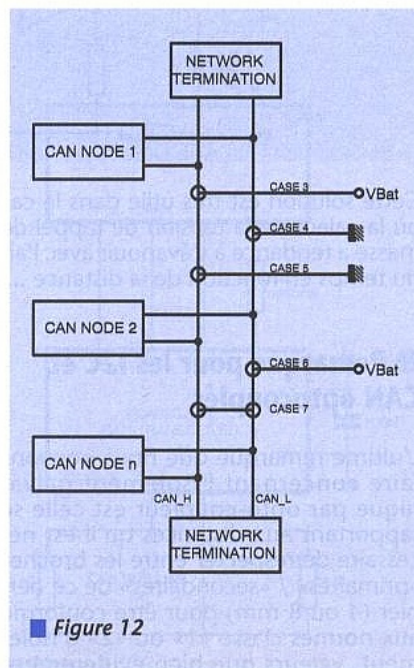 NETWORK
TERMINATION
CAN NODE 1
CASE 3
VBat
CASE 4
CASE 5
CAN NODE 2
CASE 6
VBat
CASE 7
CAN NODE n
CAN_H
CAN_L
NETWORK
TERMINATION
Figure 12